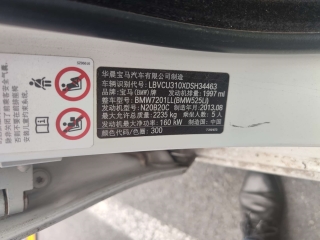 华晨宝马汽车有限公司制造
车辆识别代号: LBVCU310XDSH34463
品牌: 宝马(BMW)牌 发动机排量: 1997 ml
整车型号: BMW7201LL(BMW525Li)
发动机型号: N20B20C 制造年月: 2013.08
最大允许总质量: 2235 kg 乘坐人数: 5人
发动机最大净功率: 160 kW 制造国: 中国
颜色/色漆: 300